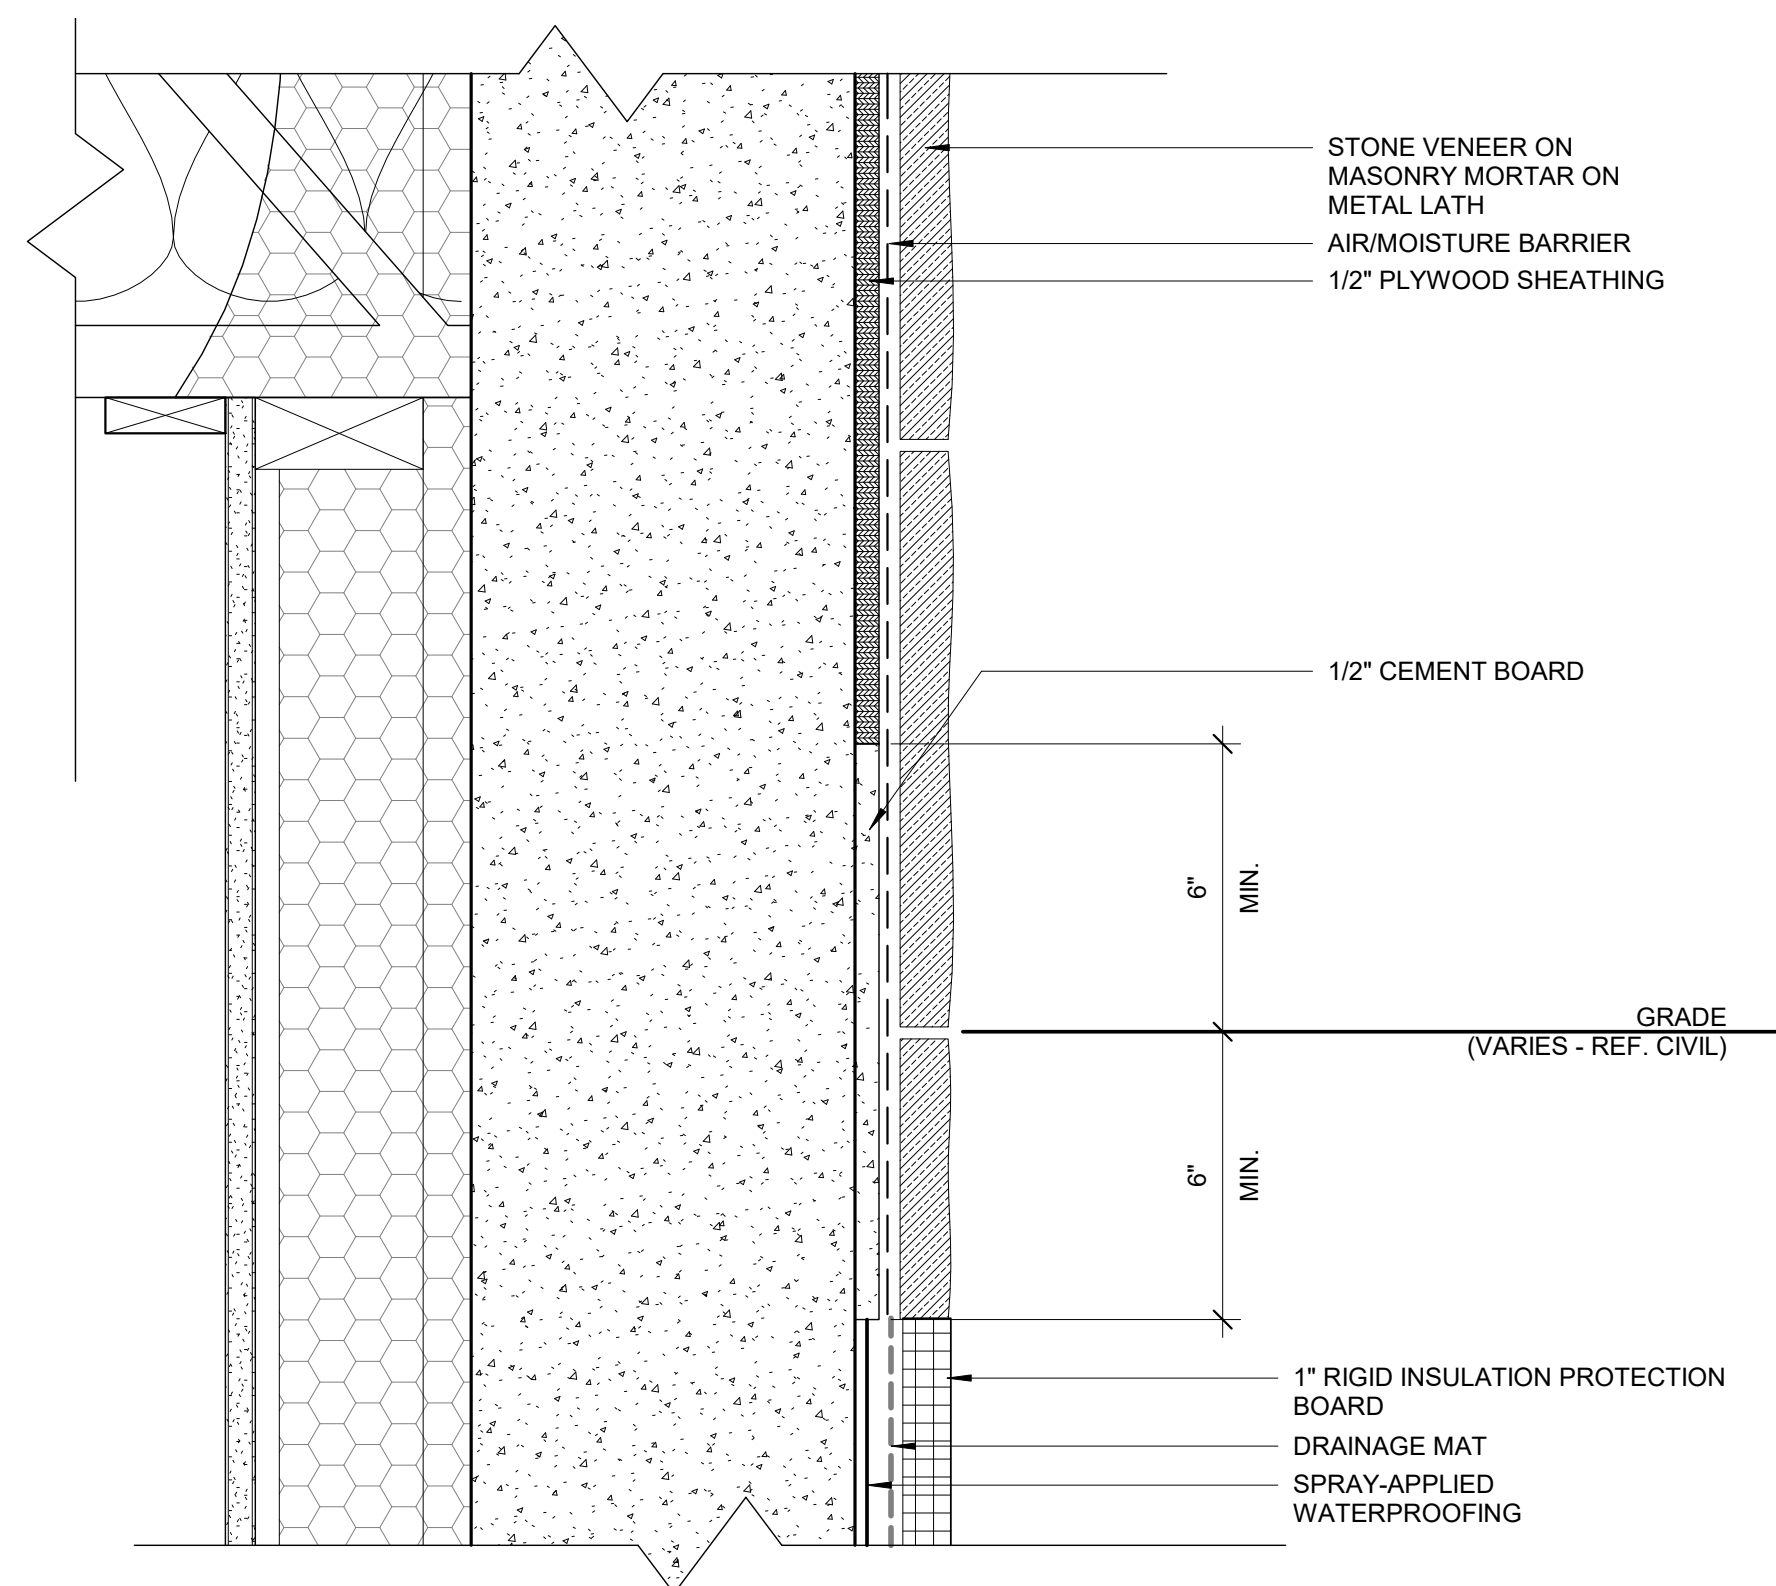 STONE VENEER ON
MASONRY MORTAR ON
METAL LATH
AIR/MOISTURE BARRIER
1/2" PLYWOOD SHEATHING
1/2" CEMENT BOARD
6"
MIN.
GRADE
(VARIES - REF. CIVIL)
6"
MIN.
1" RIGID INSULATION PROTECTION
BOARD
DRAINAGE MAT
SPRAY-APPLIED
WATERPROOFING